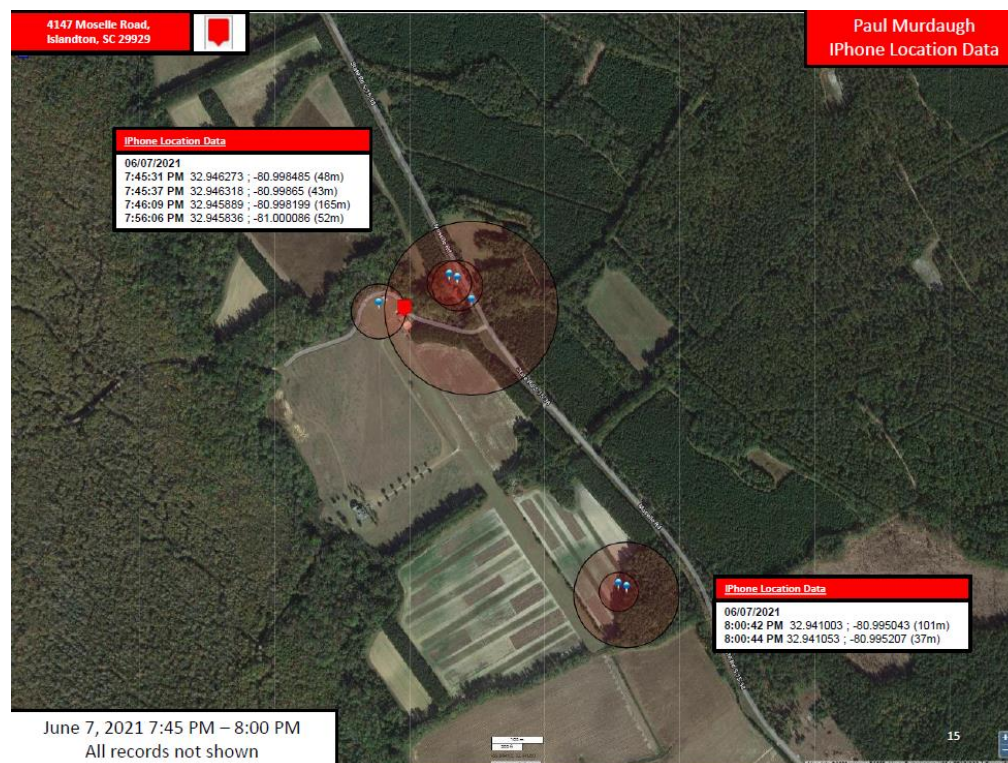 4147 Moselle Road,
Islandton, SC 29929
Paul Murdaugh
IPhone Location Data
IPhone Location Data
06/07/2021
7:45:31 PM 32.946273 ; -80.998485 (48m)
7:45:37 PM 32.946318 ; -80.99865 (43m)
7:46:09 PM 32.945889 ; -80.998199 (165m)
7:56:06 PM 32.945836 ; -81.000086 (52m)
IPhone Location Data
06/07/2021
8:00:42 PM 32.941003 ; -80.995043 (101m)
8:00:44 PM 32.941053 ; -80.995207 (37m)
June 7, 2021 7:45 PM – 8:00 PM
All records not shown
15